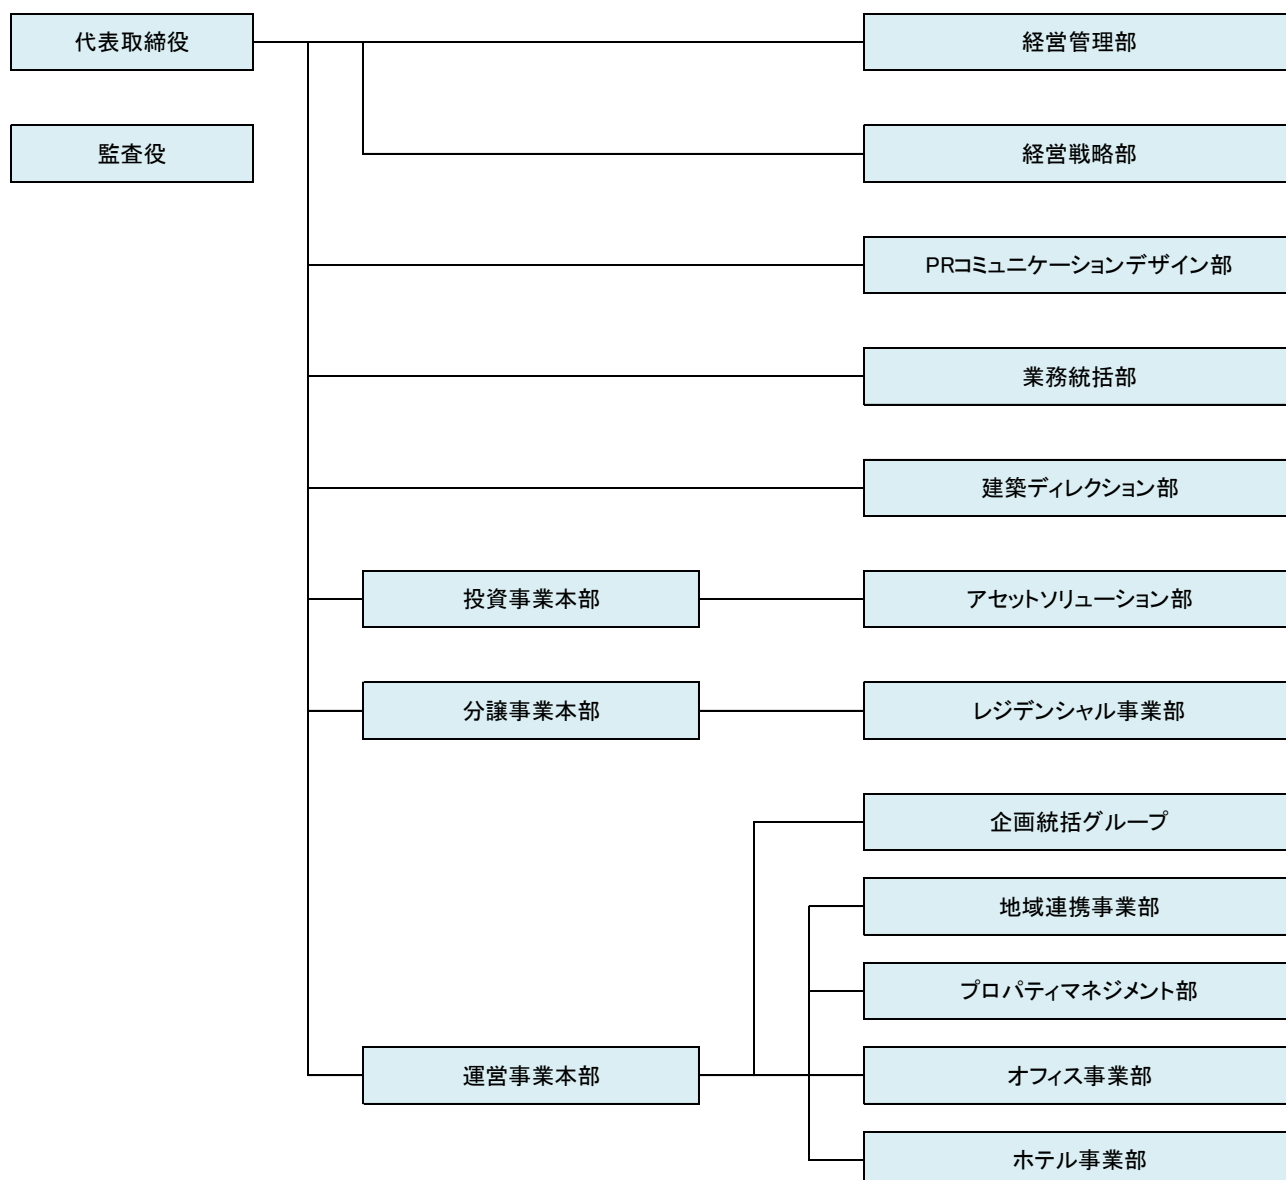 代表取締役
経営管理部
監査役
経営戦略部
PRコミュニケーションデザイン部
業務統括部
建築ディレクション部
投資事業本部
アセットソリューション部
分譲事業本部
レジデンシャル事業部
企画統括グループ
地域連携事業部
プロパティマネジメント部
運営事業本部
オフィス事業部
ホテル事業部